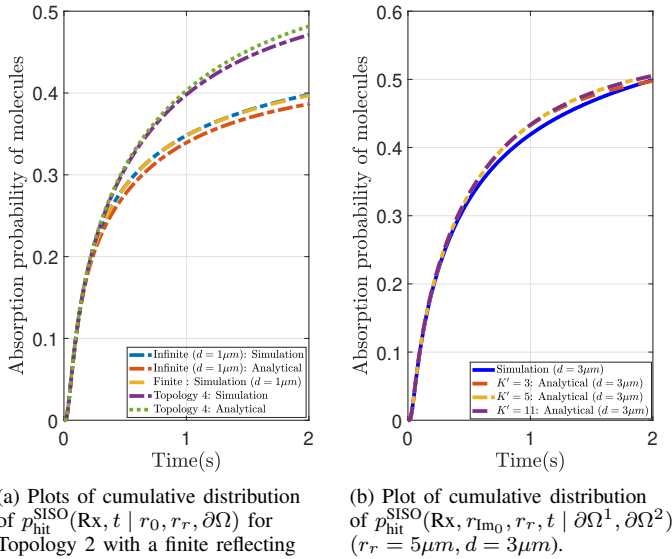 0.5
0.4
0.3
0.2
0.1
0
0
1
2
Absorption probability of molecules
Time(s)
Infinite (d = 1μm): Simulation
Infinite (d = 1μm): Analytical
Finite : Simulation (d = 1μm)
Topology 4: Simulation
Topology 4: Analytical
0.6
0.5
0.4
0.3
0.2
0.1
0
0
1
2
Absorption probability of molecules
Time(s)
Simulation (d = 3μm)
K′ = 3: Analytical (d = 3μm)
K′ = 5: Analytical (d = 3μm)
K′ = 11: Analytical (d = 3μm)
(a) Plots of cumulative distribution
of p_hit^SISO(Rx, t | r_0, r_r, ∂Ω) for
Topology 2 with a finite reflecting
(b) Plot of cumulative distribution
of p_hit^SISO(Rx, r_Im_0, r_r, t | ∂Ω^1, ∂Ω^2)
(r_r = 5μm, d = 3μm).